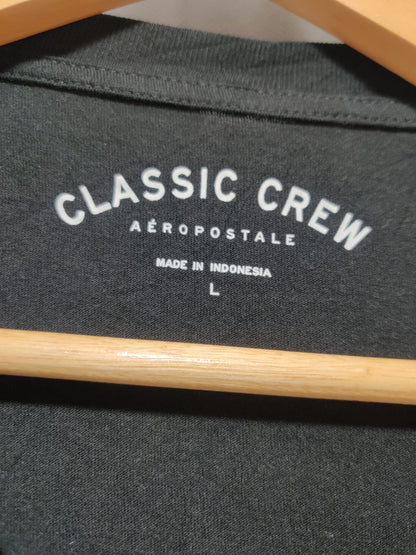 CLASSIC CREW
AÉROPOSTALE
MADE IN INDONESIA
L